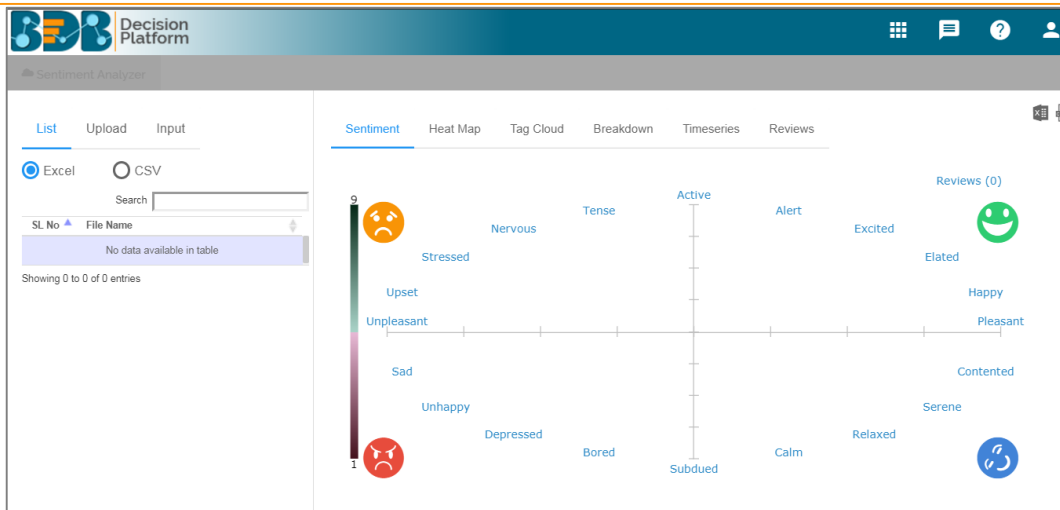 BDB Decision
Platform
Sentiment Analyzer
List Upload Input
Excel CSV
Search
SL No File Name
No data available in table
Showing 0 to 0 of 0 entries
Sentiment Heat Map Tag Cloud Breakdown Timeseries Reviews
Reviews (0)
9
Active
Tense Alert
Nervous Excited
Stressed Elated
Upset Happy
Unpleasant Pleasant
Sad Contented
Unhappy Serene
Depressed Relaxed
Bored Calm
1
Subdued